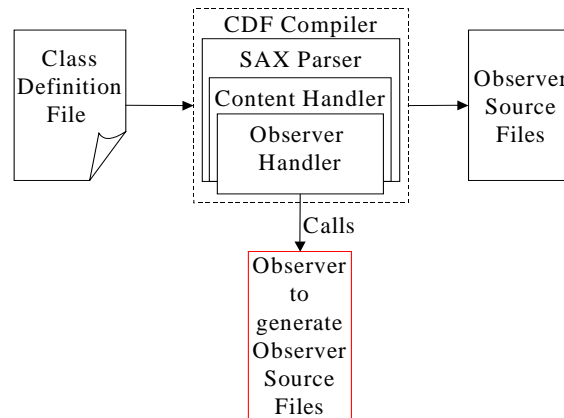 CDF Compiler
SAX Parser
Content Handler
Observer
Handler
Class
Definition
File
Observer
Source
Files
Calls
Observer
to
generate
Observer
Source
Files